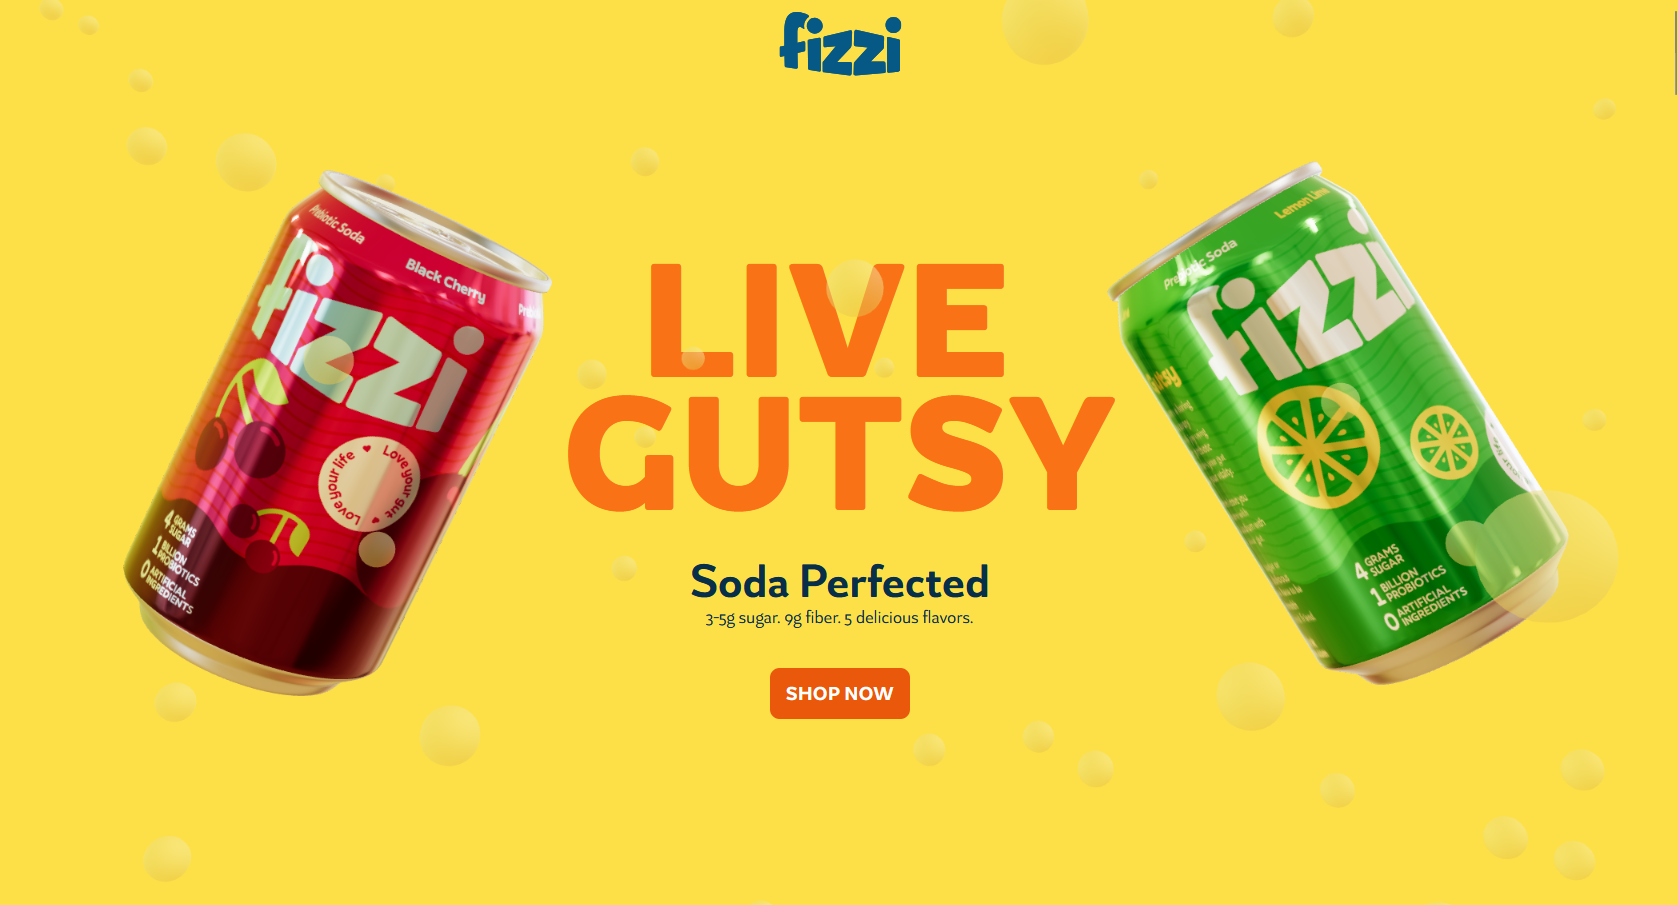 fizzi
Prebiotic Soda
Black Cherry
fizzi
Love your gut ♥ Love your life ♥
4 GRAMS
SUGAR
1 BILLION
PROBIOTICS
0 ARTIFICIAL
INGREDIENTS
LIVE
GUTSY
Soda Perfected
3-5g sugar. 9g fiber. 5 delicious flavors.
SHOP NOW
Prebiotic Soda
Lemon Lime
fizzi
4 GRAMS
SUGAR
1 BILLION
PROBIOTICS
0 ARTIFICIAL
INGREDIENTS